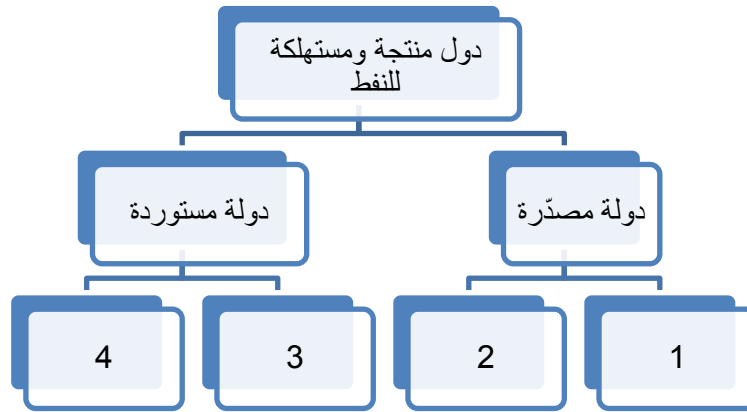 دول منتجة ومستهلكة
للنفط
دولة مصدّرة
دولة مستوردة
1
2
3
4